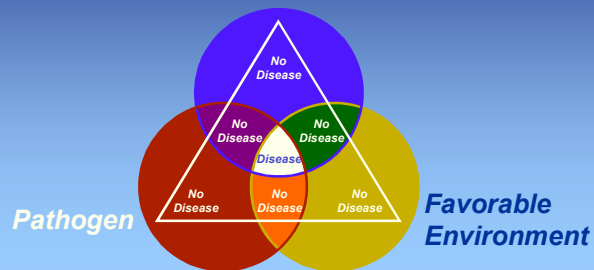 No
Disease
No
Disease
No
Disease
Disease
No
Disease
No
Disease
No
Disease
Pathogen
Favorable
Environment